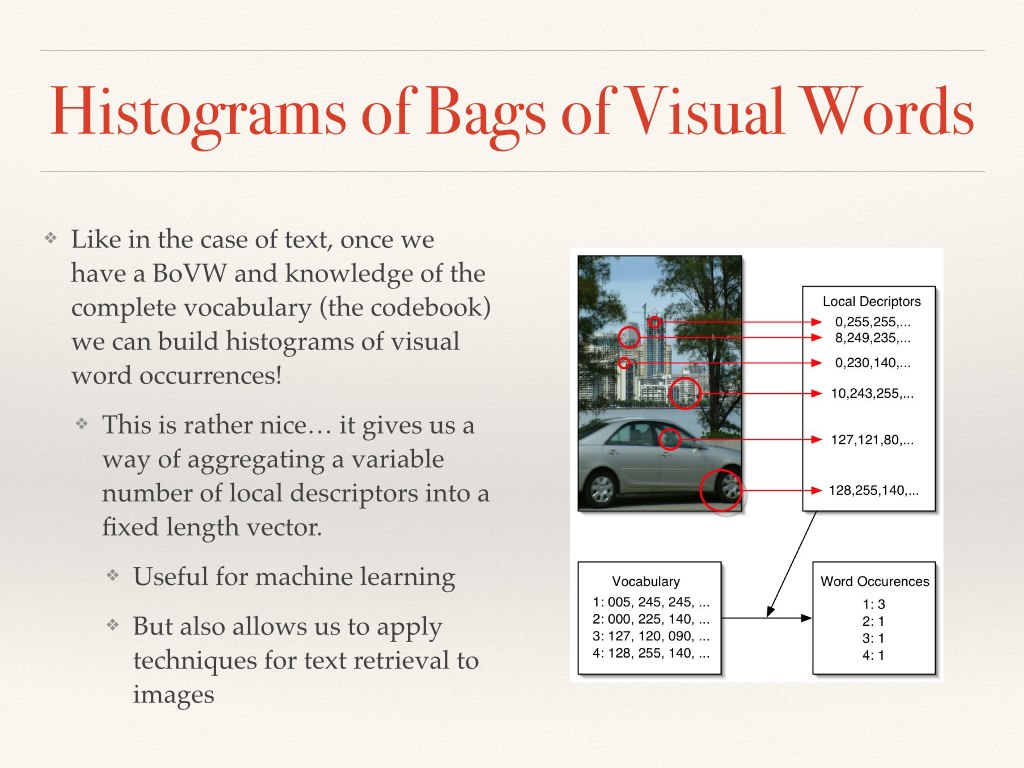 Histograms of Bags of Visual Words
❖ Like in the case of text, once we
have a BoVW and knowledge of the
complete vocabulary (the codebook)
we can build histograms of visual
word occurrences!
❖ This is rather nice… it gives us a
way of aggregating a variable
number of local descriptors into a
fixed length vector.
❖ Useful for machine learning
❖ But also allows us to apply
techniques for text retrieval to
images
Local Decriptors
0,255,255,...
8,249,235,...
0,230,140,...
10,243,255,...
127,121,80,...
128,255,140,...
Vocabulary
1: 005, 245, 245, ...
2: 000, 225, 140, ...
3: 127, 120, 090, ...
4: 128, 255, 140, ...
Word Occurences
1: 3
2: 1
3: 1
4: 1